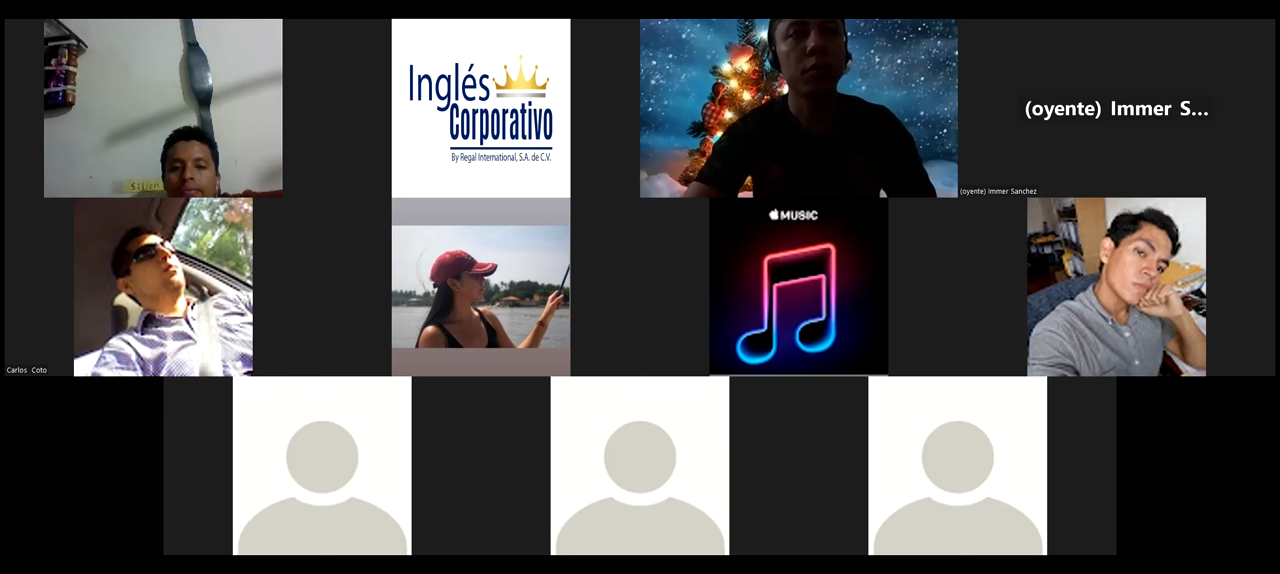 Inglés
Corporativo
By Regal International, S.A. de C.V.
(oyente) Immer S...
(oyente) Immer Sanchez
MUSIC
Carlos Coto